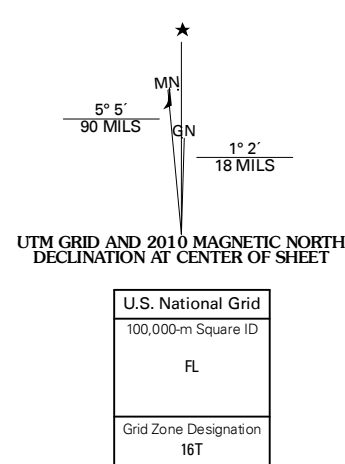 ★
MN
5° 5´
90 MILS
GN
1° 2´
18 MILS
UTM GRID AND 2010 MAGNETIC NORTH
DECLINATION AT CENTER OF SHEET
U.S. National Grid
100,000-m Square ID
FL
Grid Zone Designation
16T